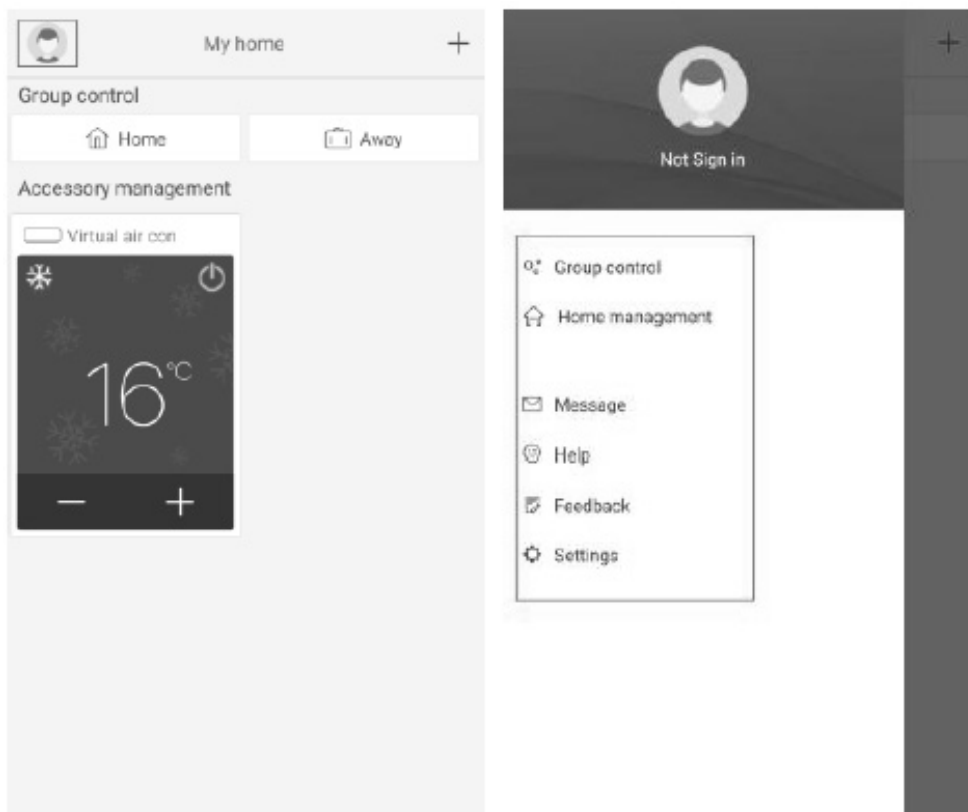 My home +
Group control
Home Away
Accessory management
Virtual air con
16°C
− +
+
Not Sign in
Group control
Home management
Message
Help
Feedback
Settings